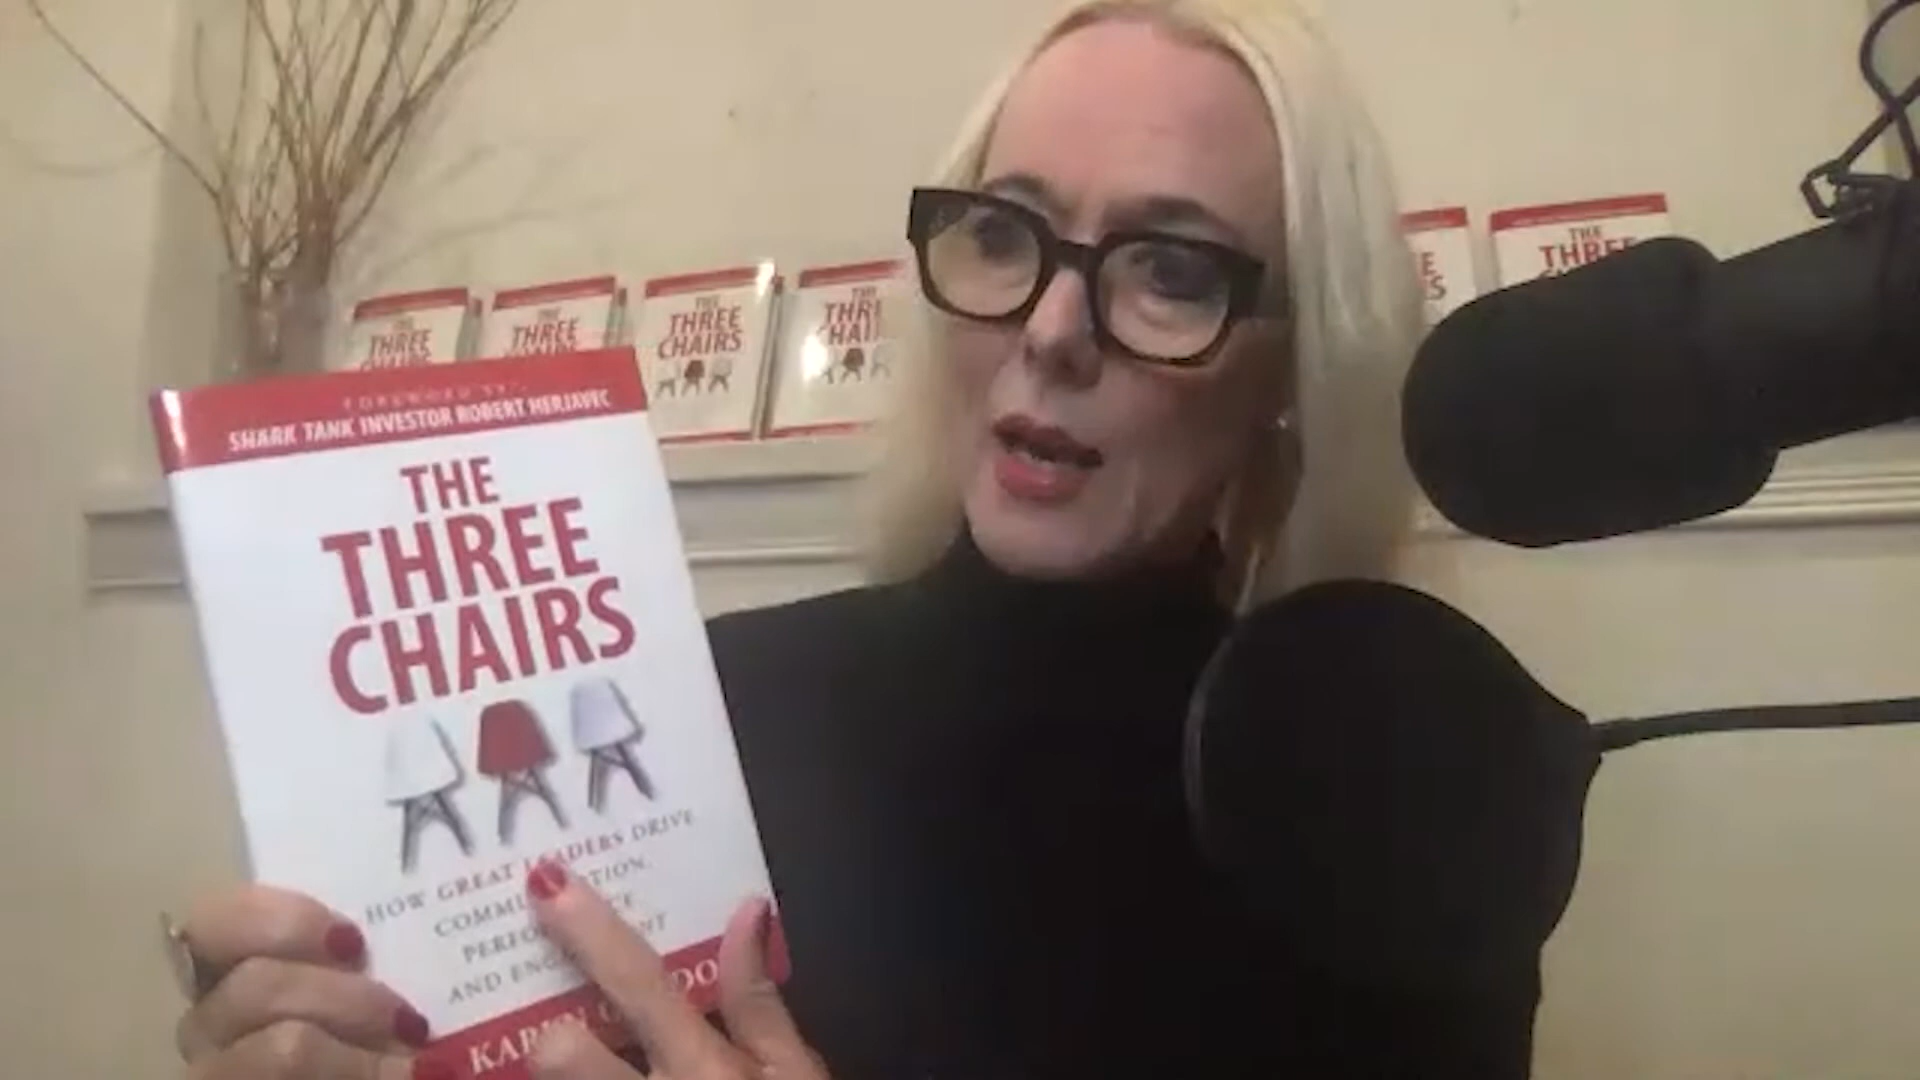 FOREWORD BY
SHARK TANK INVESTOR ROBERT HERJAVEC
THE
THREE
CHAIRS
HOW GREAT LEADERS DRIVE
AND
THE
THREE
CHAIRS
THE
THREE
CHAIRS
THE
THREE
CHAIRS
THE
THREE
THE
THREE